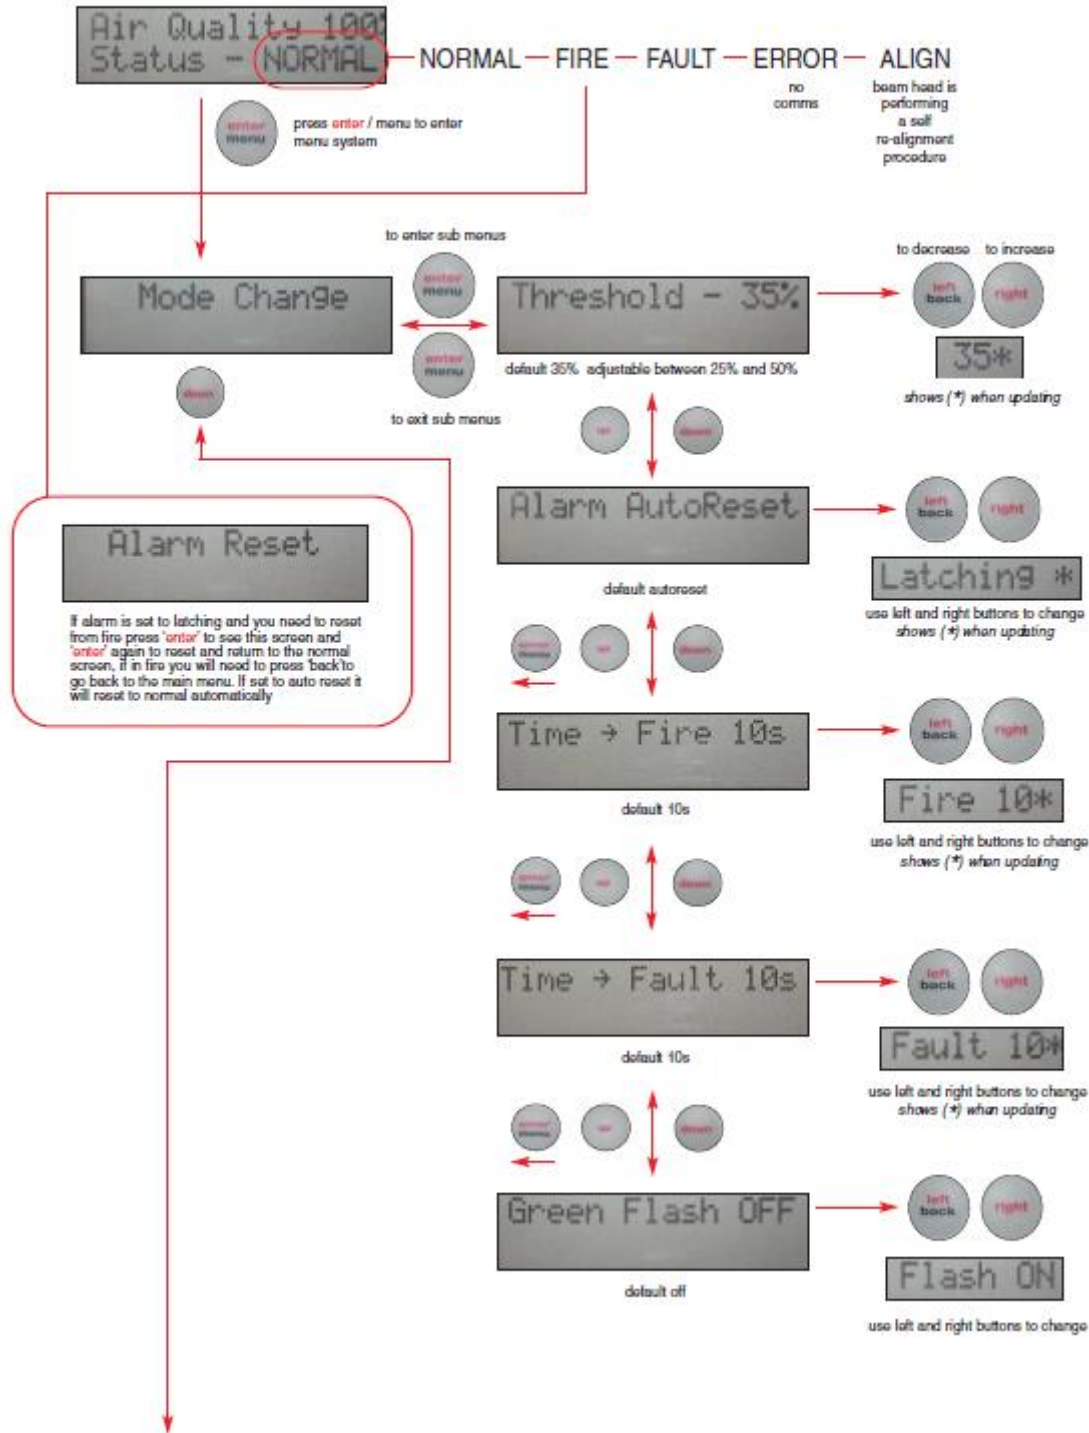 Air Quality 100%
Status - NORMAL
NORMAL — FIRE — FAULT — ERROR — ALIGN
no
comms
beam head is
performing
a self
re-alignment
procedure
enter
menu
press enter / menu to enter
menu system
to enter sub menus
enter
menu
Mode Change
enter
menu
to exit sub menus
down
Threshold - 35%
default 35% adjustable between 25% and 50%
to decrease to increase
left
back
right
35*
shows (*) when updating
up
down
Alarm AutoReset
default autoreset
left
back
right
Latching *
use left and right buttons to change
shows (*) when updating
Alarm Reset
If alarm is set to latching and you need to reset
from fire press 'enter' to see this screen and
'enter' again to reset and return to the normal
screen, if in fire you will need to press 'back'to
go back to the main menu. If set to auto reset it
will reset to normal automatically
enter
menu
up
down
Time → Fire 10s
default 10s
left
back
right
Fire 10*
use left and right buttons to change
shows (*) when updating
enter
menu
up
down
Time → Fault 10s
default 10s
left
back
right
Fault 10*
use left and right buttons to change
shows (*) when updating
enter
menu
up
down
Green Flash OFF
default off
left
back
right
Flash ON
use left and right buttons to change